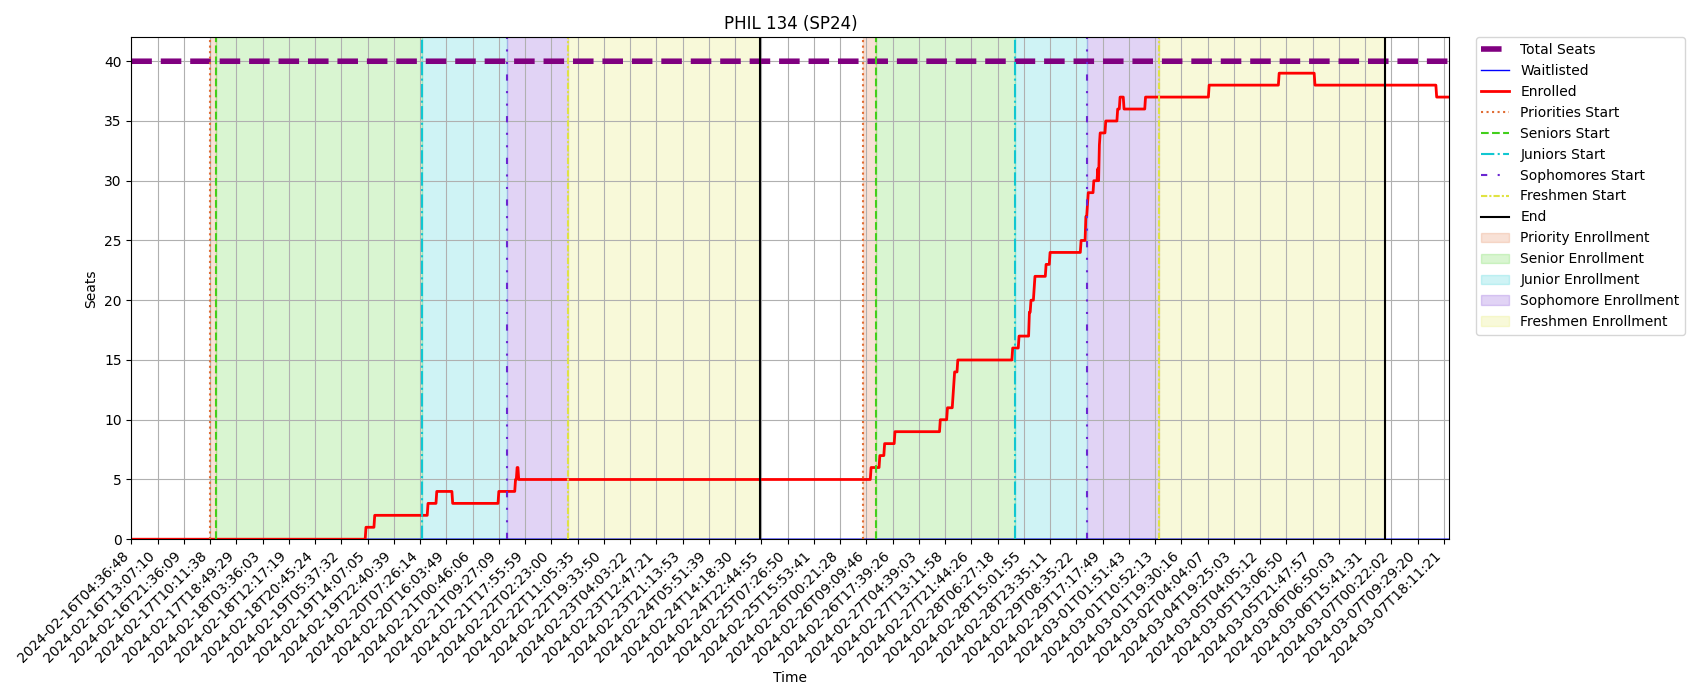 PHIL 134 (SP24)
Seats
40
35
30
25
20
15
10
5
0
2024-02-16T04:36:48
2024-02-16T13:07:10
2024-02-16T21:36:09
2024-02-17T10:11:38
2024-02-17T18:49:29
2024-02-18T03:36:03
2024-02-18T12:17:19
2024-02-18T20:45:24
2024-02-19T05:37:32
2024-02-19T14:07:05
2024-02-19T22:40:39
2024-02-20T07:26:14
2024-02-20T16:03:49
2024-02-21T00:46:06
2024-02-21T09:27:09
2024-02-21T17:55:59
2024-02-22T02:23:00
2024-02-22T11:05:35
2024-02-22T19:33:50
2024-02-23T04:03:22
2024-02-23T12:47:21
2024-02-23T21:13:55
2024-02-24T05:51:39
2024-02-24T14:18:30
2024-02-24T22:44:55
2024-02-25T07:26:50
2024-02-25T15:53:41
2024-02-26T00:21:28
2024-02-26T09:09:46
2024-02-26T17:39:26
2024-02-27T04:39:03
2024-02-27T13:11:58
2024-02-27T21:44:26
2024-02-28T06:27:18
2024-02-28T15:01:55
2024-02-28T23:35:11
2024-02-29T08:35:22
2024-02-29T17:17:49
2024-03-01T01:51:43
2024-03-01T10:52:13
2024-03-01T19:30:16
2024-03-02T04:04:07
2024-03-04T19:25:03
2024-03-05T04:05:12
2024-03-05T13:06:50
2024-03-05T21:47:57
2024-03-06T06:50:03
2024-03-06T15:41:31
2024-03-07T00:22:02
2024-03-07T09:29:20
2024-03-07T18:11:21
Time
Total Seats
Waitlisted
Enrolled
Priorities Start
Seniors Start
Juniors Start
Sophomores Start
Freshmen Start
End
Priority Enrollment
Senior Enrollment
Junior Enrollment
Sophomore Enrollment
Freshmen Enrollment